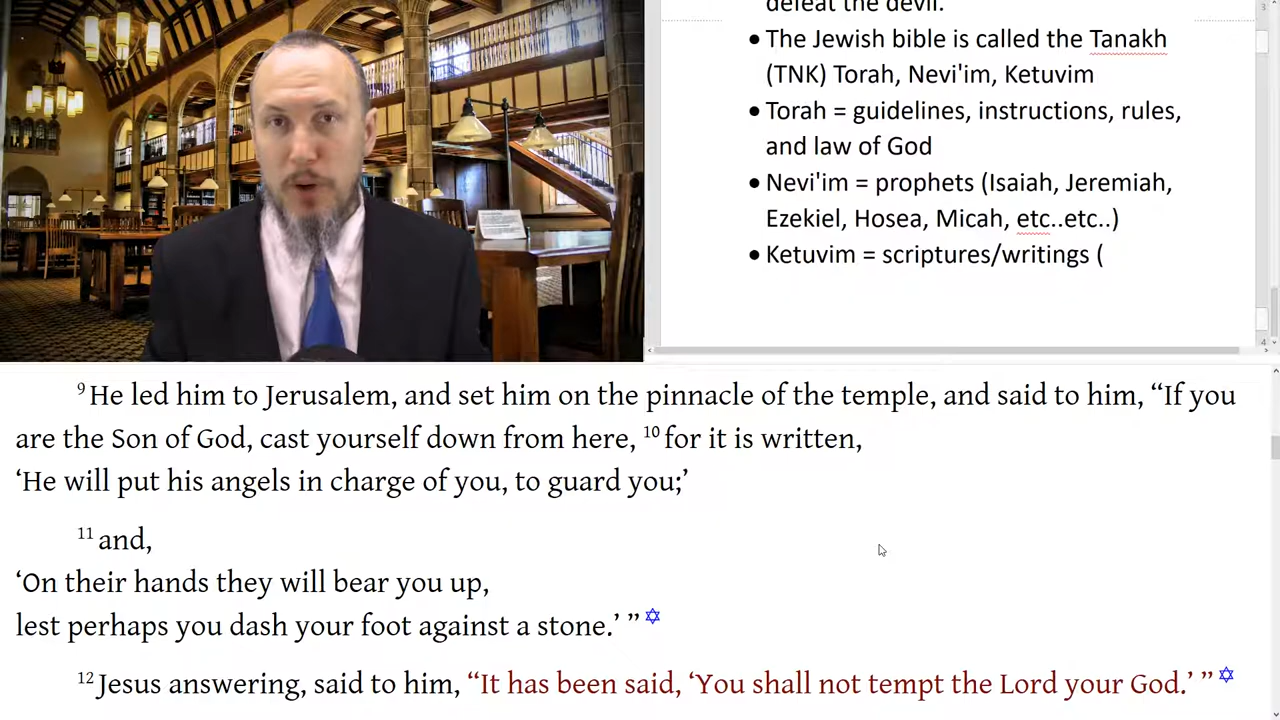 defeat the devil.
• The Jewish bible is called the Tanakh
(TNK) Torah, Nevi'im, Ketuvim
• Torah = guidelines, instructions, rules,
and law of God
• Nevi'im = prophets (Isaiah, Jeremiah,
Ezekiel, Hosea, Micah, etc..etc..)
• Ketuvim = scriptures/writings (
3
4
9 He led him to Jerusalem, and set him on the pinnacle of the temple, and said to him, “If you
are the Son of God, cast yourself down from here, 10 for it is written,
‘He will put his angels in charge of you, to guard you;’
11 and,
‘On their hands they will bear you up,
lest perhaps you dash your foot against a stone.’ ” ✡
12 Jesus answering, said to him, “It has been said, ‘You shall not tempt the Lord your God.’ ” ✡